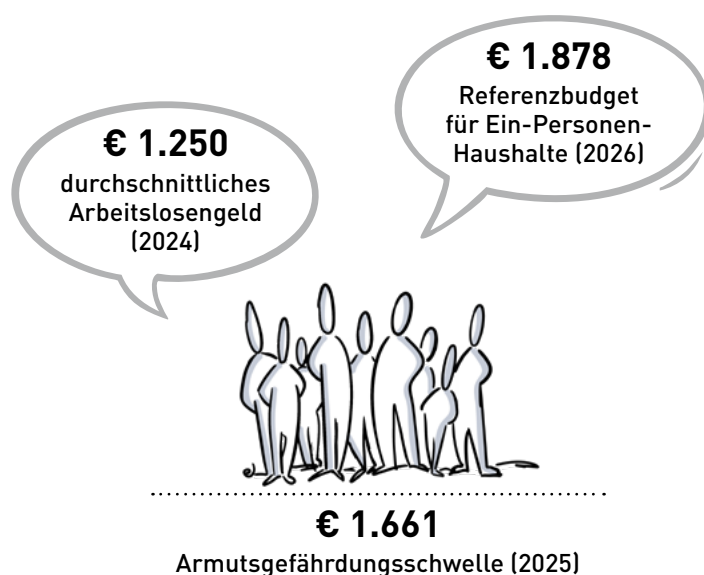 € 1.878
Referenzbudget
für Ein-Personen-
Haushalte (2026)
€ 1.250
durchschnittliches
Arbeitslosengeld
(2024)
€ 1.661
Armutsgefährdungsschwelle (2025)